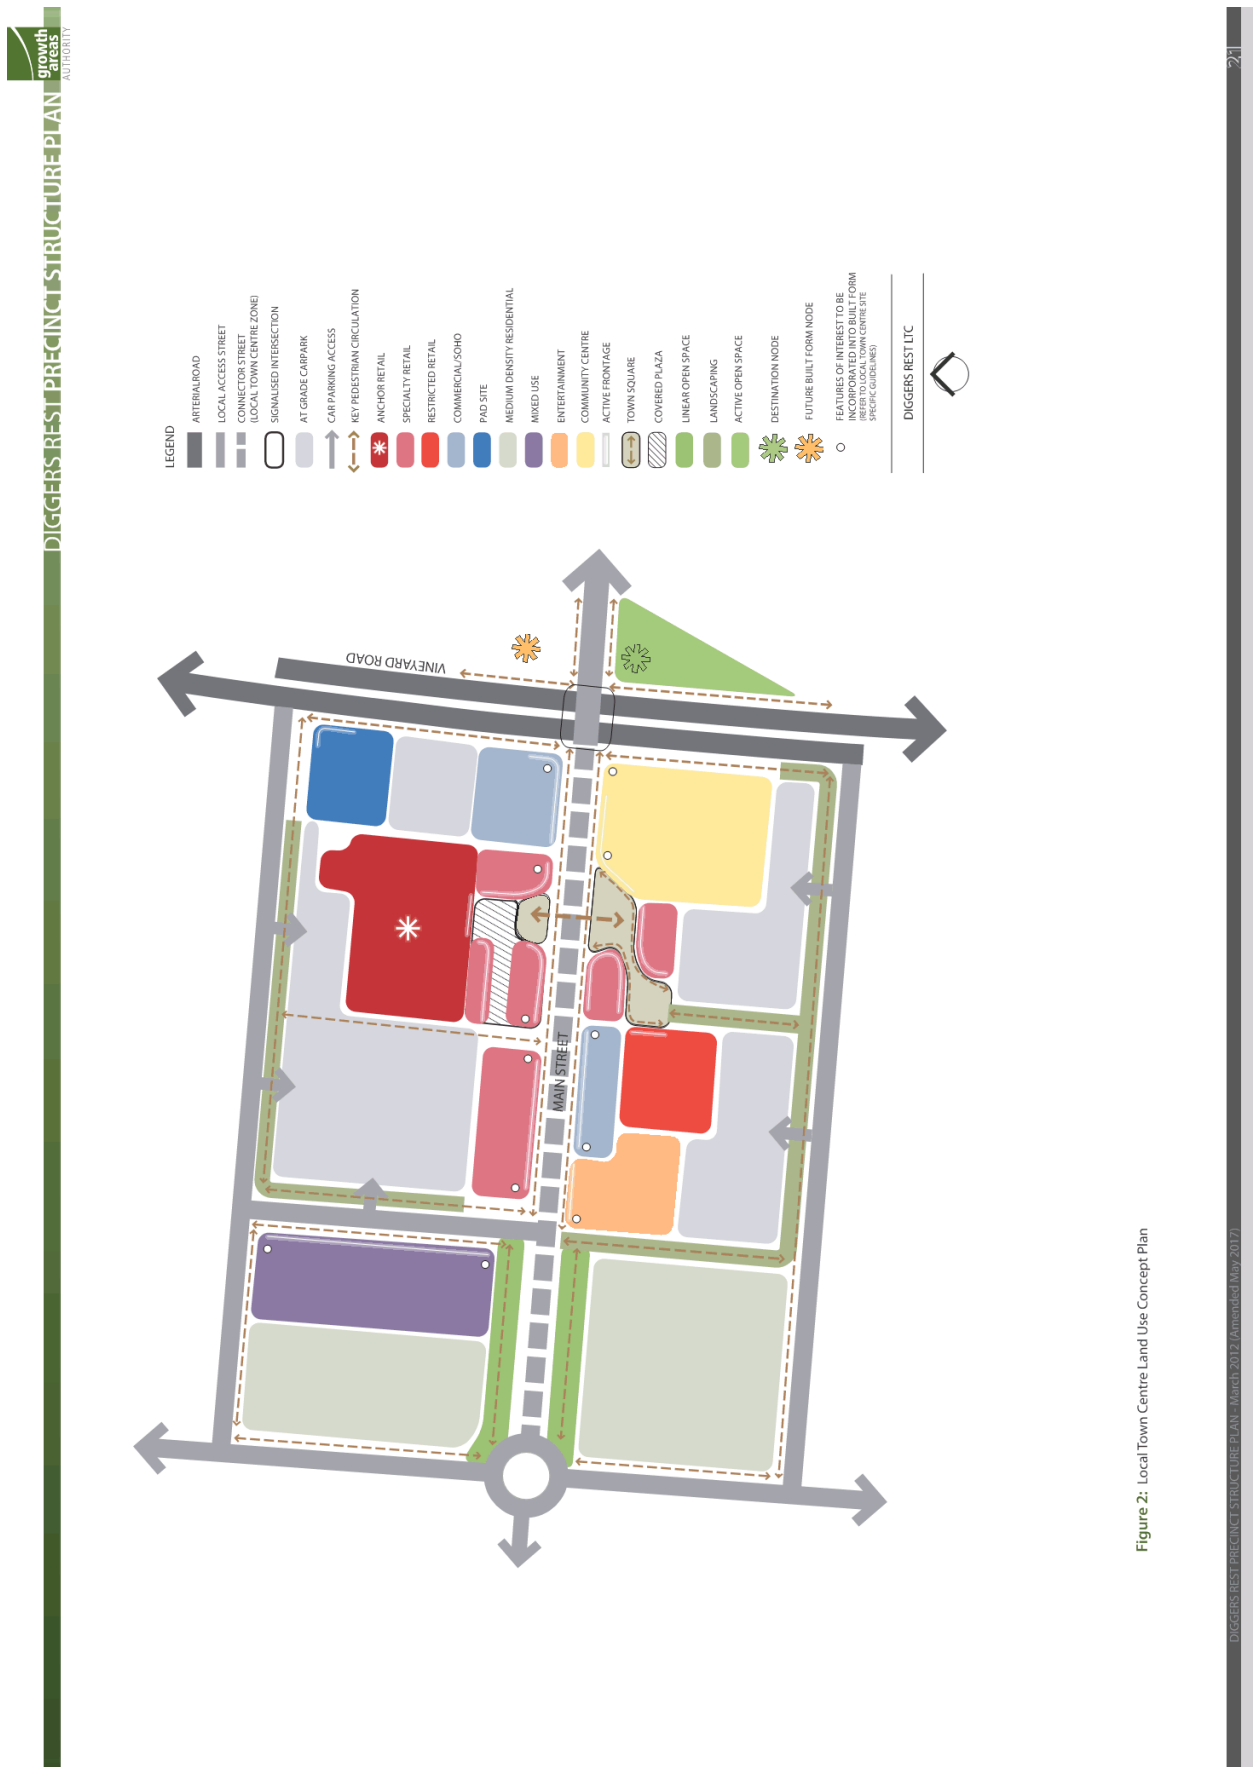 growth
areas
AUTHORITY
DIGGERS REST PRECINCT STRUCTURE PLAN
VINEYARD ROAD
MAIN STREET
LEGEND
ARTERIALROAD
LOCAL ACCESS STREET
CONNECTOR STREET
(LOCAL TOWN CENTRE ZONE)
SIGNALISED INTERSECTION
AT GRADE CARPARK
CAR PARKING ACCESS
KEY PEDESTRIAN CIRCULATION
ANCHOR RETAIL
SPECIALTY RETAIL
RESTRICTED RETAIL
COMMERCIAL/SOHO
PAD SITE
MEDIUM DENSITY RESIDENTIAL
MIXED USE
ENTERTAINMENT
COMMUNITY CENTRE
ACTIVE FRONTAGE
TOWN SQUARE
COVERED PLAZA
LINEAR OPEN SPACE
LANDSCAPING
ACTIVE OPEN SPACE
DESTINATION NODE
FUTURE BUILT FORM NODE
FEATURES OF INTEREST TO BE
INCORPORATED INTO BUILT FORM
(REFER TO LOCAL TOWN CENTRE SITE
SPECIFIC GUIDELINES)
DIGGERS REST LTC
Figure 2: Local Town Centre Land Use Concept Plan
DIGGERS REST PRECINCT STRUCTURE PLAN - March 2012 (Amended May 2017)
21